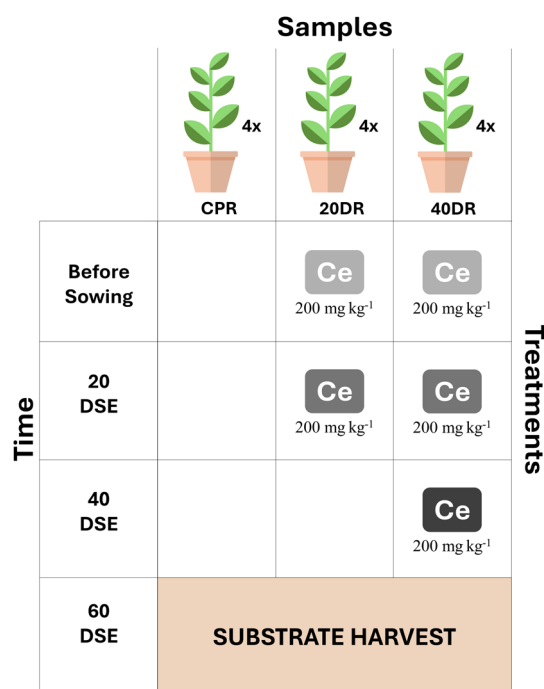 Samples
4x
4x
4x
CPR
20DR
40DR
Before
Sowing
Ce
200 mg kg⁻¹
Ce
200 mg kg⁻¹
20
DSE
Ce
200 mg kg⁻¹
Ce
200 mg kg⁻¹
40
DSE
Ce
200 mg kg⁻¹
60
DSE
SUBSTRATE HARVEST
Time
Treatments